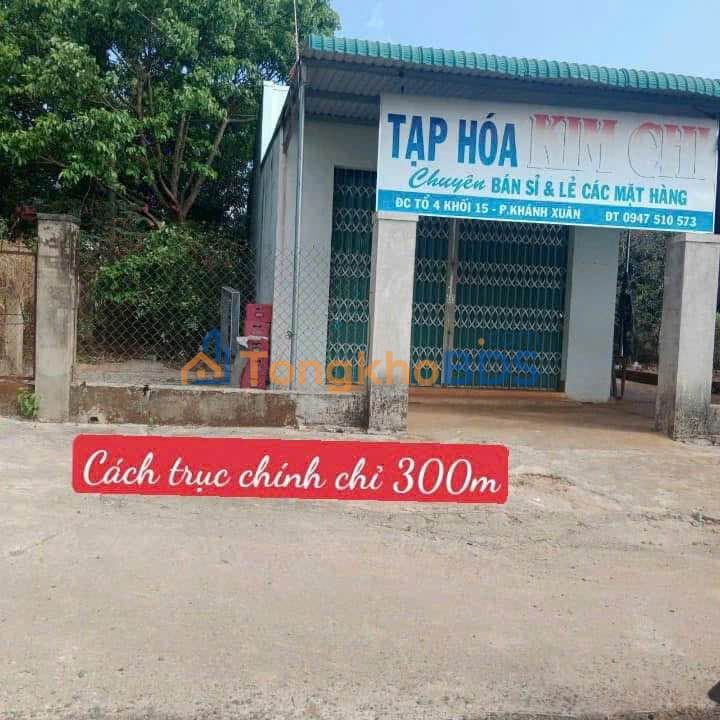 TẠP HÓA KIM CHI
Chuyên BÁN SỈ & LẺ CÁC MẶT HÀNG
ĐC TỔ 4 KHỐI 15 - P.KHÁNH XUÂN ĐT 0947 510 573
TongkhoBDS
Cách trục chính chỉ 300m